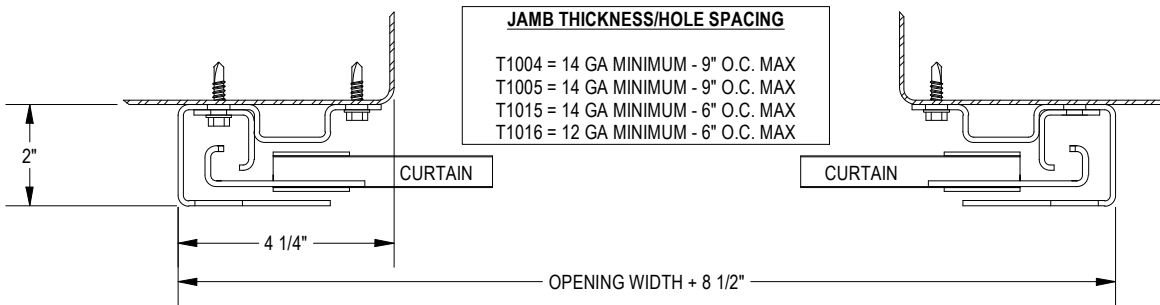 JAMB THICKNESS/HOLE SPACING
T1004 = 14 GA MINIMUM - 9" O.C. MAX
T1005 = 14 GA MINIMUM - 9" O.C. MAX
T1015 = 14 GA MINIMUM - 6" O.C. MAX
T1016 = 12 GA MINIMUM - 6" O.C. MAX
2"
CURTAIN
CURTAIN
4 1/4"
OPENING WIDTH + 8 1/2"